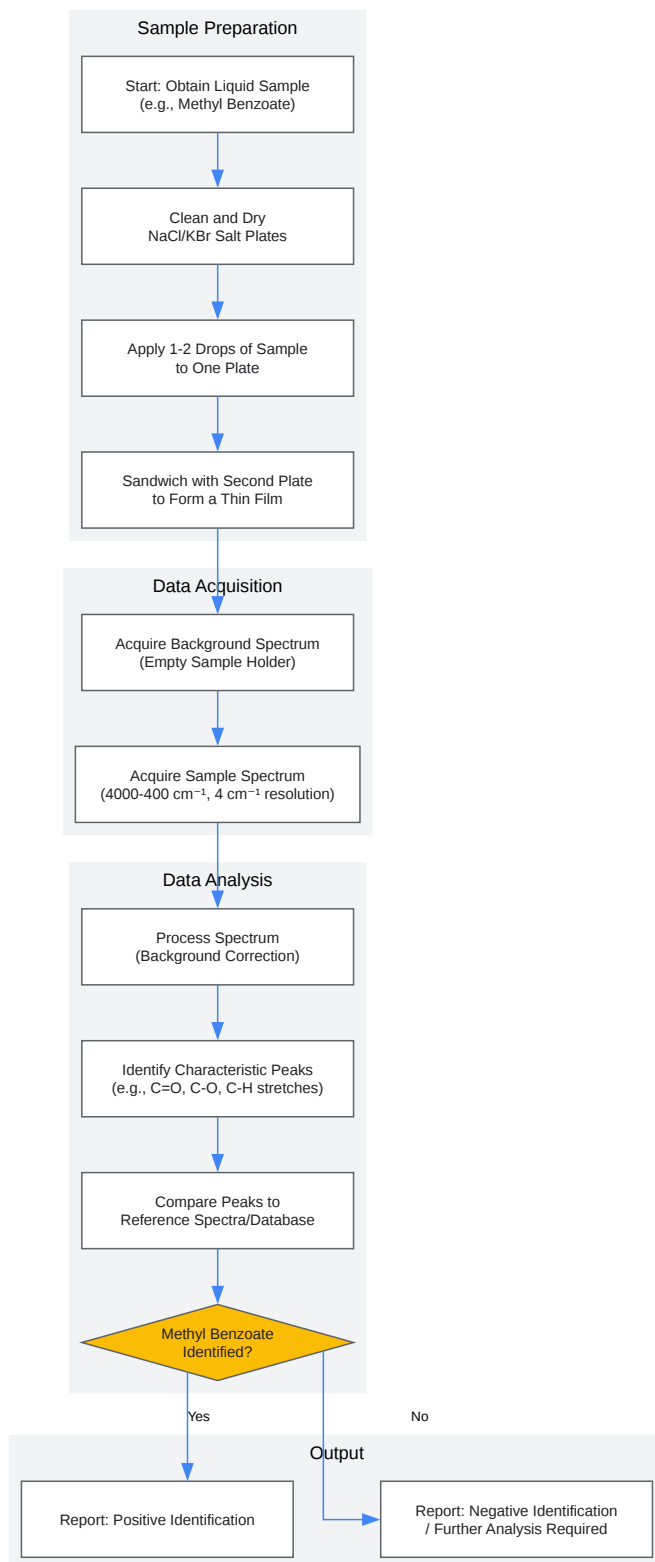 Sample Preparation
Start: Obtain Liquid Sample
(e.g., Methyl Benzoate)
Clean and Dry
NaCl/KBr Salt Plates
Apply 1-2 Drops of Sample
to One Plate
Sandwich with Second Plate
to Form a Thin Film
Data Acquisition
Acquire Background Spectrum
(Empty Sample Holder)
Acquire Sample Spectrum
(4000-400 cm⁻¹, 4 cm⁻¹ resolution)
Data Analysis
Process Spectrum
(Background Correction)
Identify Characteristic Peaks
(e.g., C=O, C-O, C-H stretches)
Compare Peaks to
Reference Spectra/Database
Methyl Benzoate
Identified?
Yes
No
Output
Report: Positive Identification
Report: Negative Identification
/ Further Analysis Required